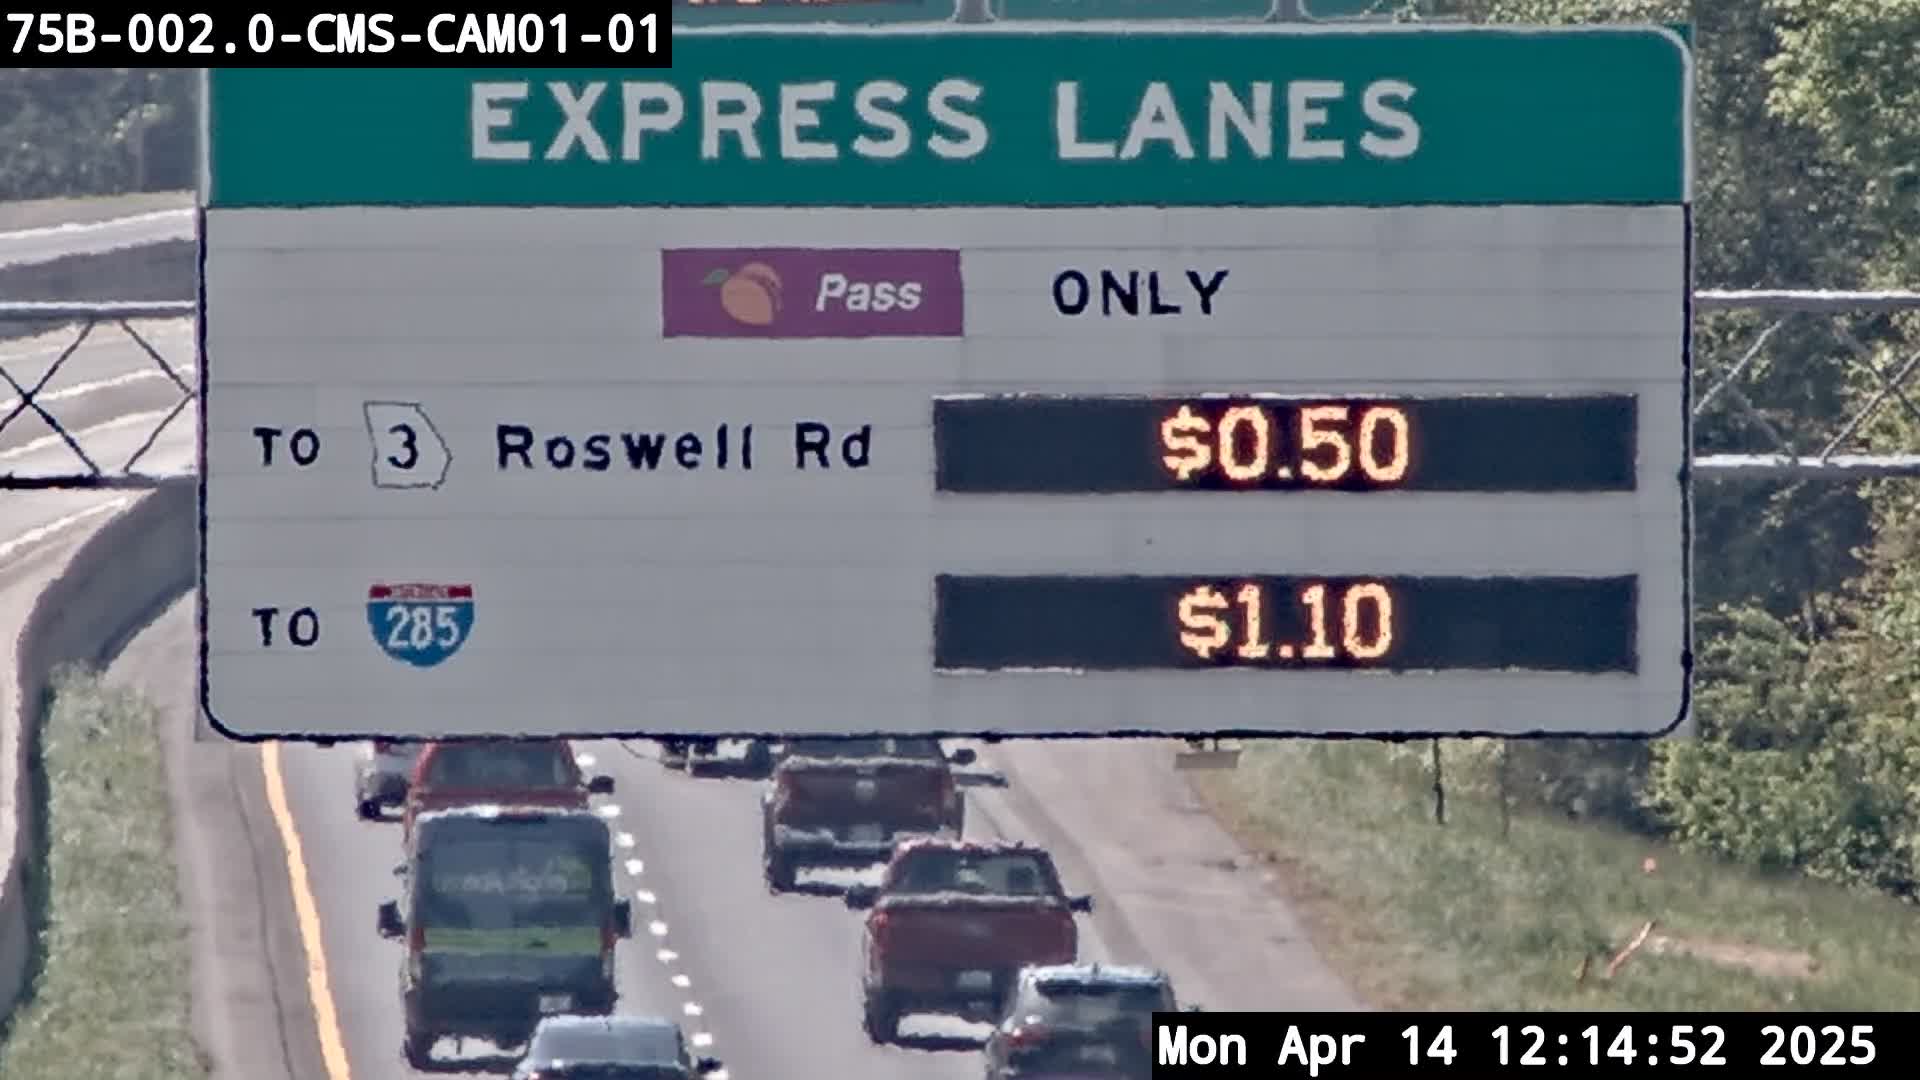 75B-002.0-CMS-CAM01-01
EXPRESS LANES
Pass ONLY
TO 3 Roswell Rd $0.50
TO 285 $1.10
Mon Apr 14 12:14:52 2025